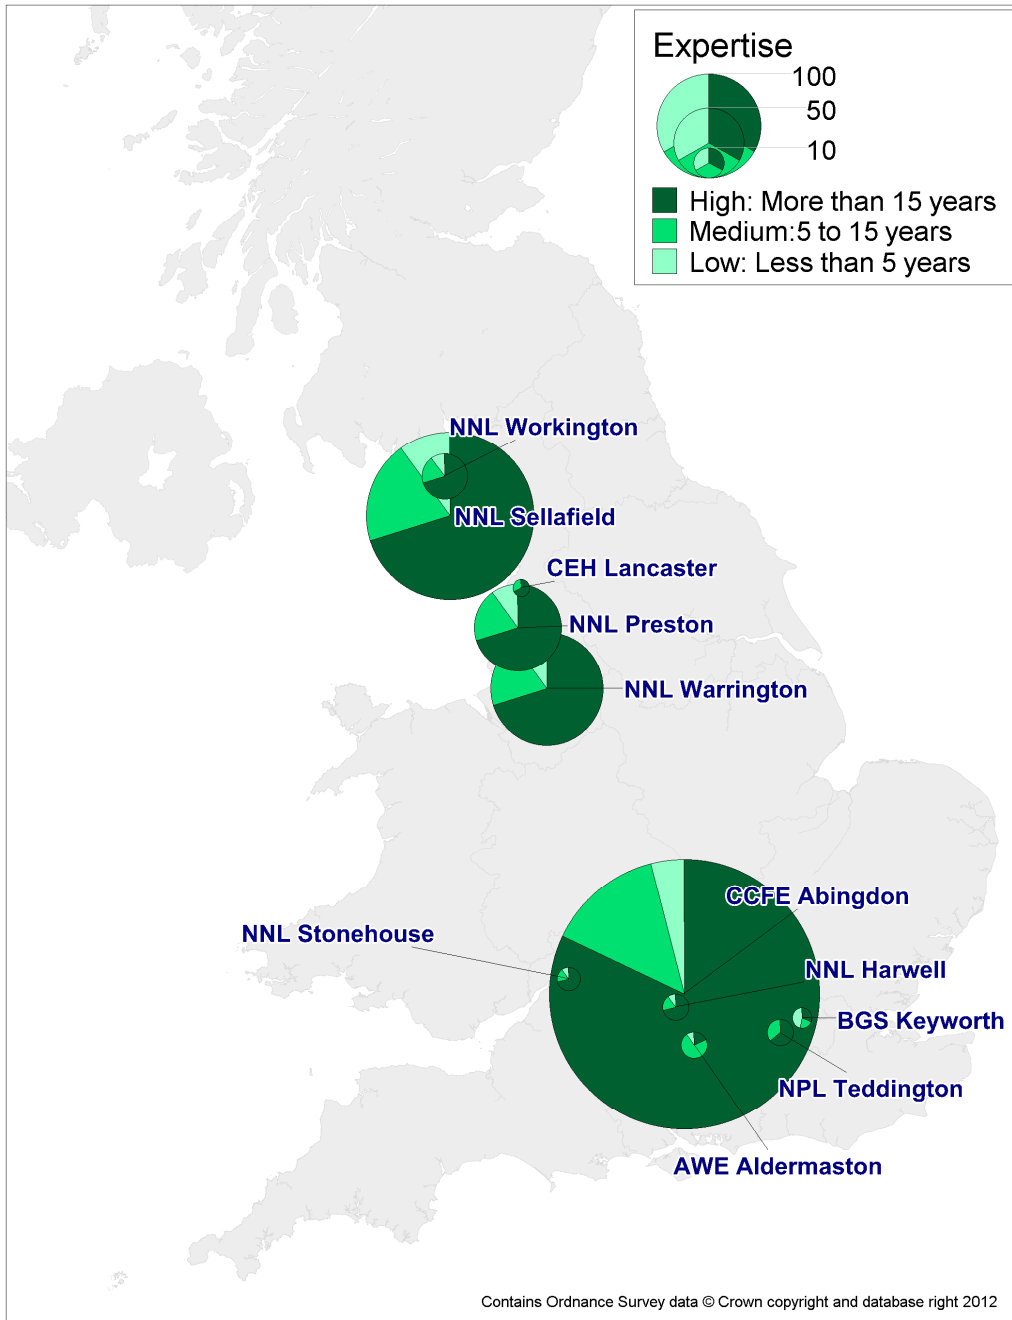 Expertise
100
50
10
High: More than 15 years
Medium:5 to 15 years
Low: Less than 5 years
NNL Workington
NNL Sellafield
CEH Lancaster
NNL Preston
NNL Warrington
CCFE Abingdon
NNL Stonehouse
NNL Harwell
BGS Keyworth
NPL Teddington
AWE Aldermaston
Contains Ordnance Survey data © Crown copyright and database right 2012